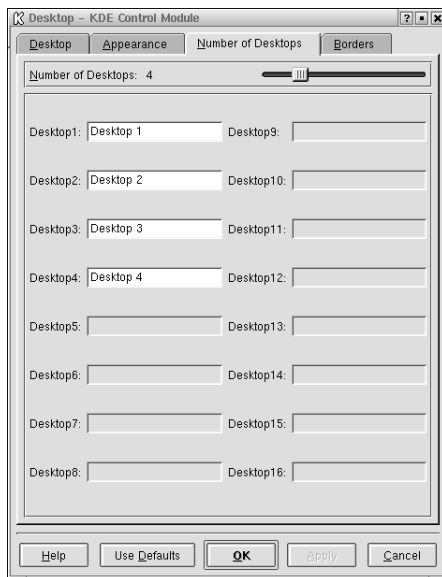 Desktop – KDE Control Module
Desktop Appearance Number of Desktops Borders
Number of Desktops: 4
Desktop1: Desktop 1 Desktop9:
Desktop2: Desktop 2 Desktop10:
Desktop3: Desktop 3 Desktop11:
Desktop4: Desktop 4 Desktop12:
Desktop5: Desktop13:
Desktop6: Desktop14:
Desktop7: Desktop15:
Desktop8: Desktop16:
Help Use Defaults OK Apply Cancel